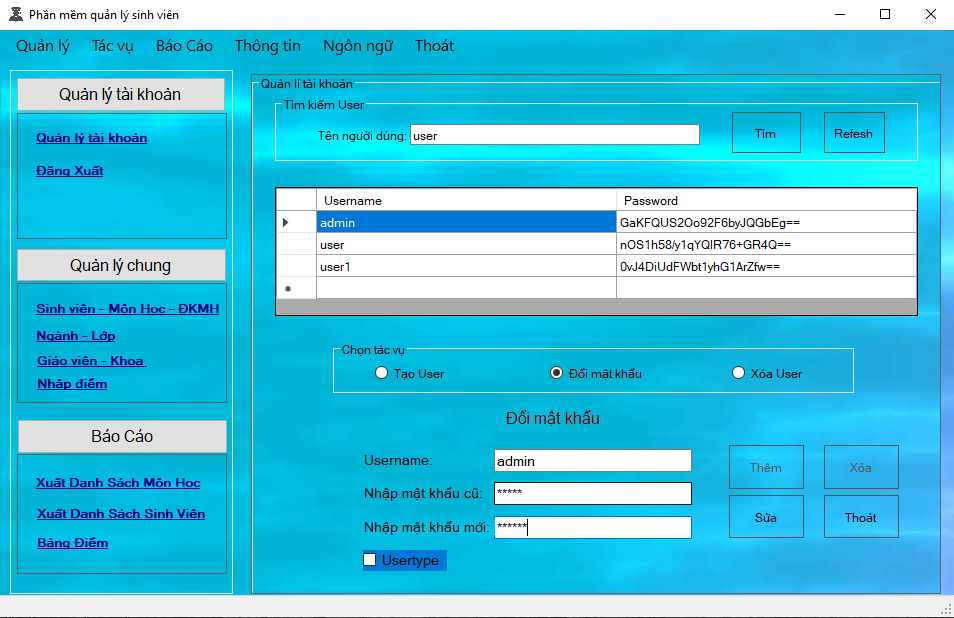 Phần mềm quản lý sinh viên
Quản lý Tác vụ Báo Cáo Thông tin Ngôn ngữ Thoát
Quản lý tài khoản
Quản lý tài khoản
Đăng Xuất
Quản lý chung
Sinh viên - Môn Học - ĐKMH
Ngành - Lớp
Giáo viên - Khoa
Nhập điểm
Báo Cáo
Xuất Danh Sách Môn Học
Xuất Danh Sách Sinh Viên
Bảng Điểm
Quản lí tài khoản
Tìm kiếm User
Tên người dùng: user Tìm Refesh
Username Password
admin GaKFQUS2Oo92F6byJQGbEg==
user nOS1h58/y1qYQIR76+GR4Q==
user1 0vJ4DiUdFWbt1yhG1ArZfw==
Chọn tác vụ
Tạo User Đổi mật khẩu Xóa User
Đổi mật khẩu
Username: admin Thêm Xóa
Nhập mật khẩu cũ: *****
Nhập mật khẩu mới: ****** Sửa Thoát
Usertype